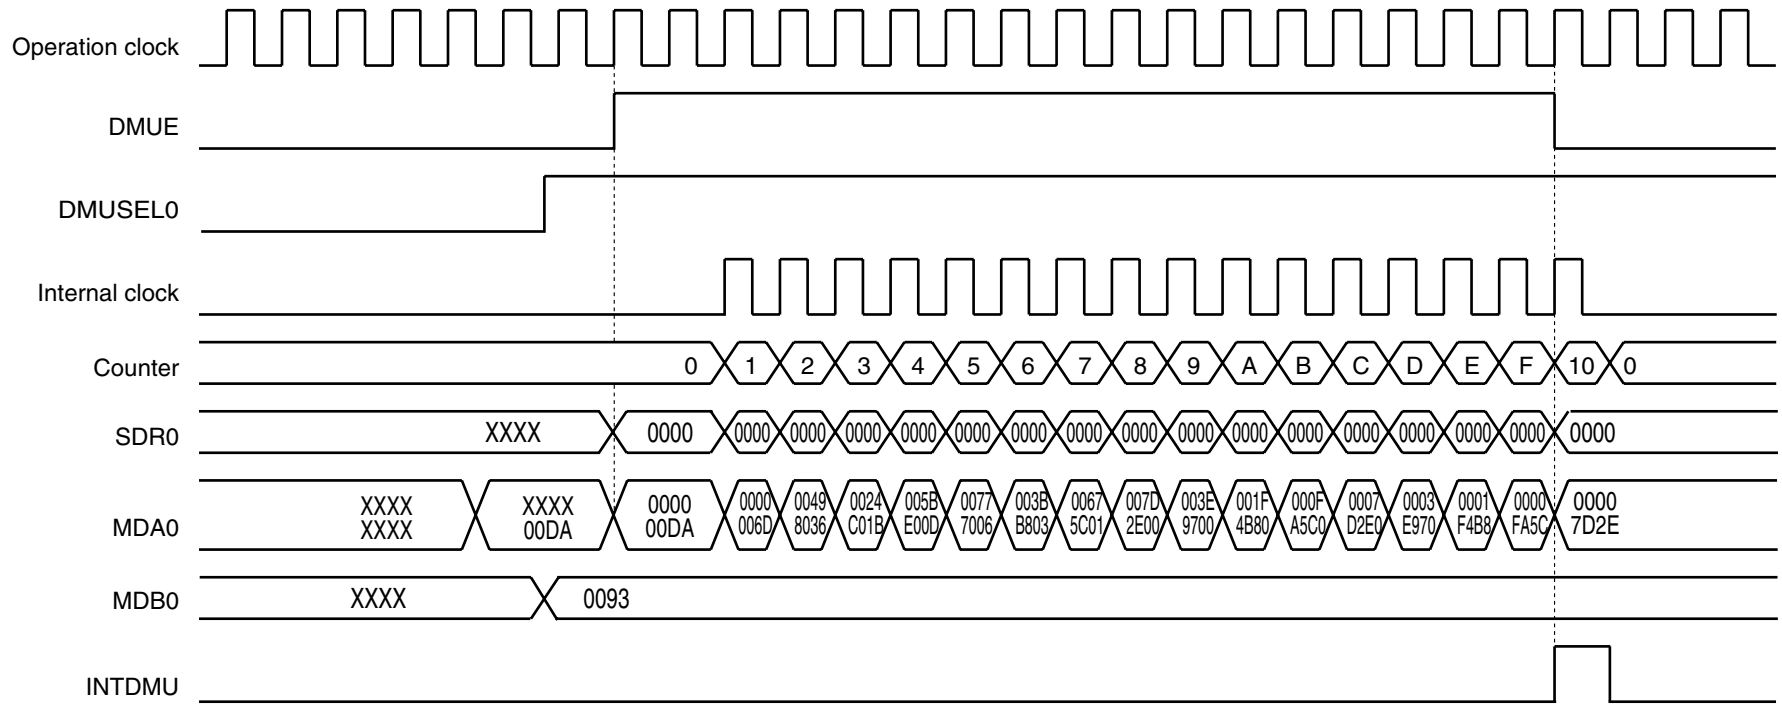 Operation clock
DMUE
DMUSEL0
Internal clock
Counter 0 1 2 3 4 5 6 7 8 9 A B C D E F 10 0
SDR0 XXXX 0000 0000 0000 0000 0000 0000 0000 0000 0000 0000 0000 0000 0000 0000 0000 0000 0000
XXXX XXXX 0000 0000 0049 0024 005B 0077 003B 0067 007D 003E 001F 000F 0007 0003 0001 0000 0000
MDA0 XXXX 00DA 00DA 006D 8036 C01B E00D 7006 B803 5C01 2E00 9700 4B80 A5C0 D2E0 E970 F4B8 FA5C 7D2E
MDB0 XXXX 0093
INTDMU